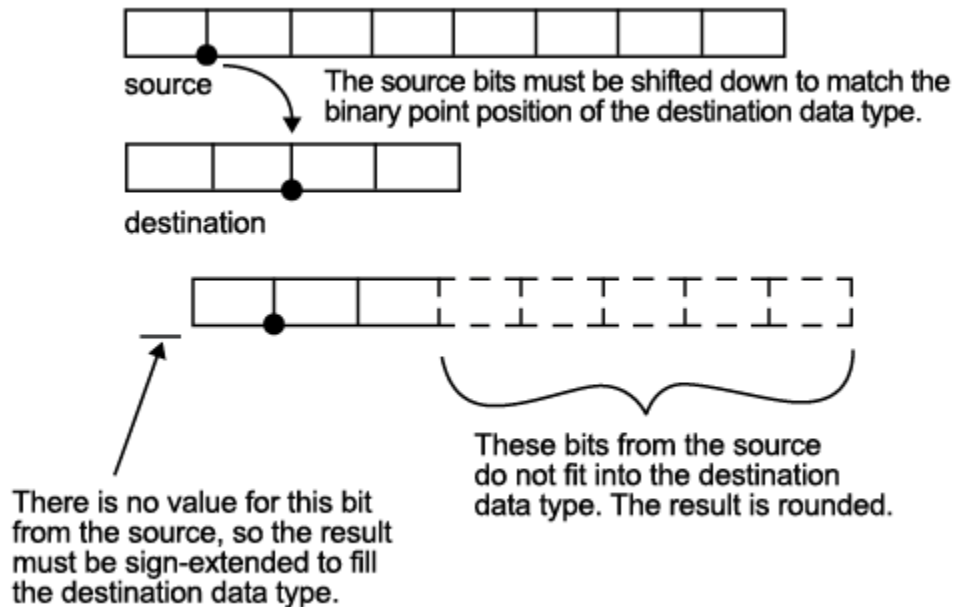 source
The source bits must be shifted down to match the
binary point position of the destination data type.
destination
There is no value for this bit
from the source, so the result
must be sign-extended to fill
the destination data type.
These bits from the source
do not fit into the destination
data type. The result is rounded.